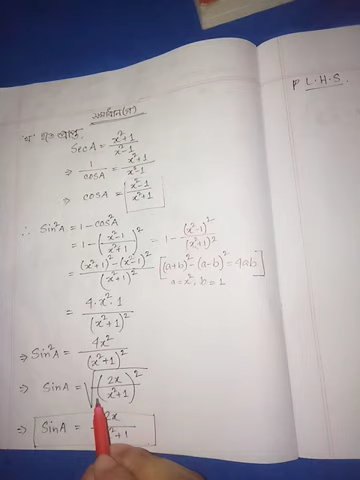 সমাধান(গ)
'খ' হতে প্রাপ্ত,
SecA = (x²+1)/(x²-1)
⇒ 1/cosA = (x²+1)/(x²-1)
⇒ cosA = (x²-1)/(x²+1)
∴ Sin²A = 1 - cos²A
= 1 - ((x²-1)/(x²+1))² = 1 - (x²-1)²/(x²+1)²
= ((x²+1)² - (x²-1)²)/(x²+1)² [(a+b)² - (a-b)² = 4ab]
a = x², b = 1
= (4·x²·1)/(x²+1)²
⇒ Sin²A = 4x²/(x²+1)²
⇒ SinA = √(2x/(x²+1))²
⇒ SinA = 2x/x²+1
P L.H.S